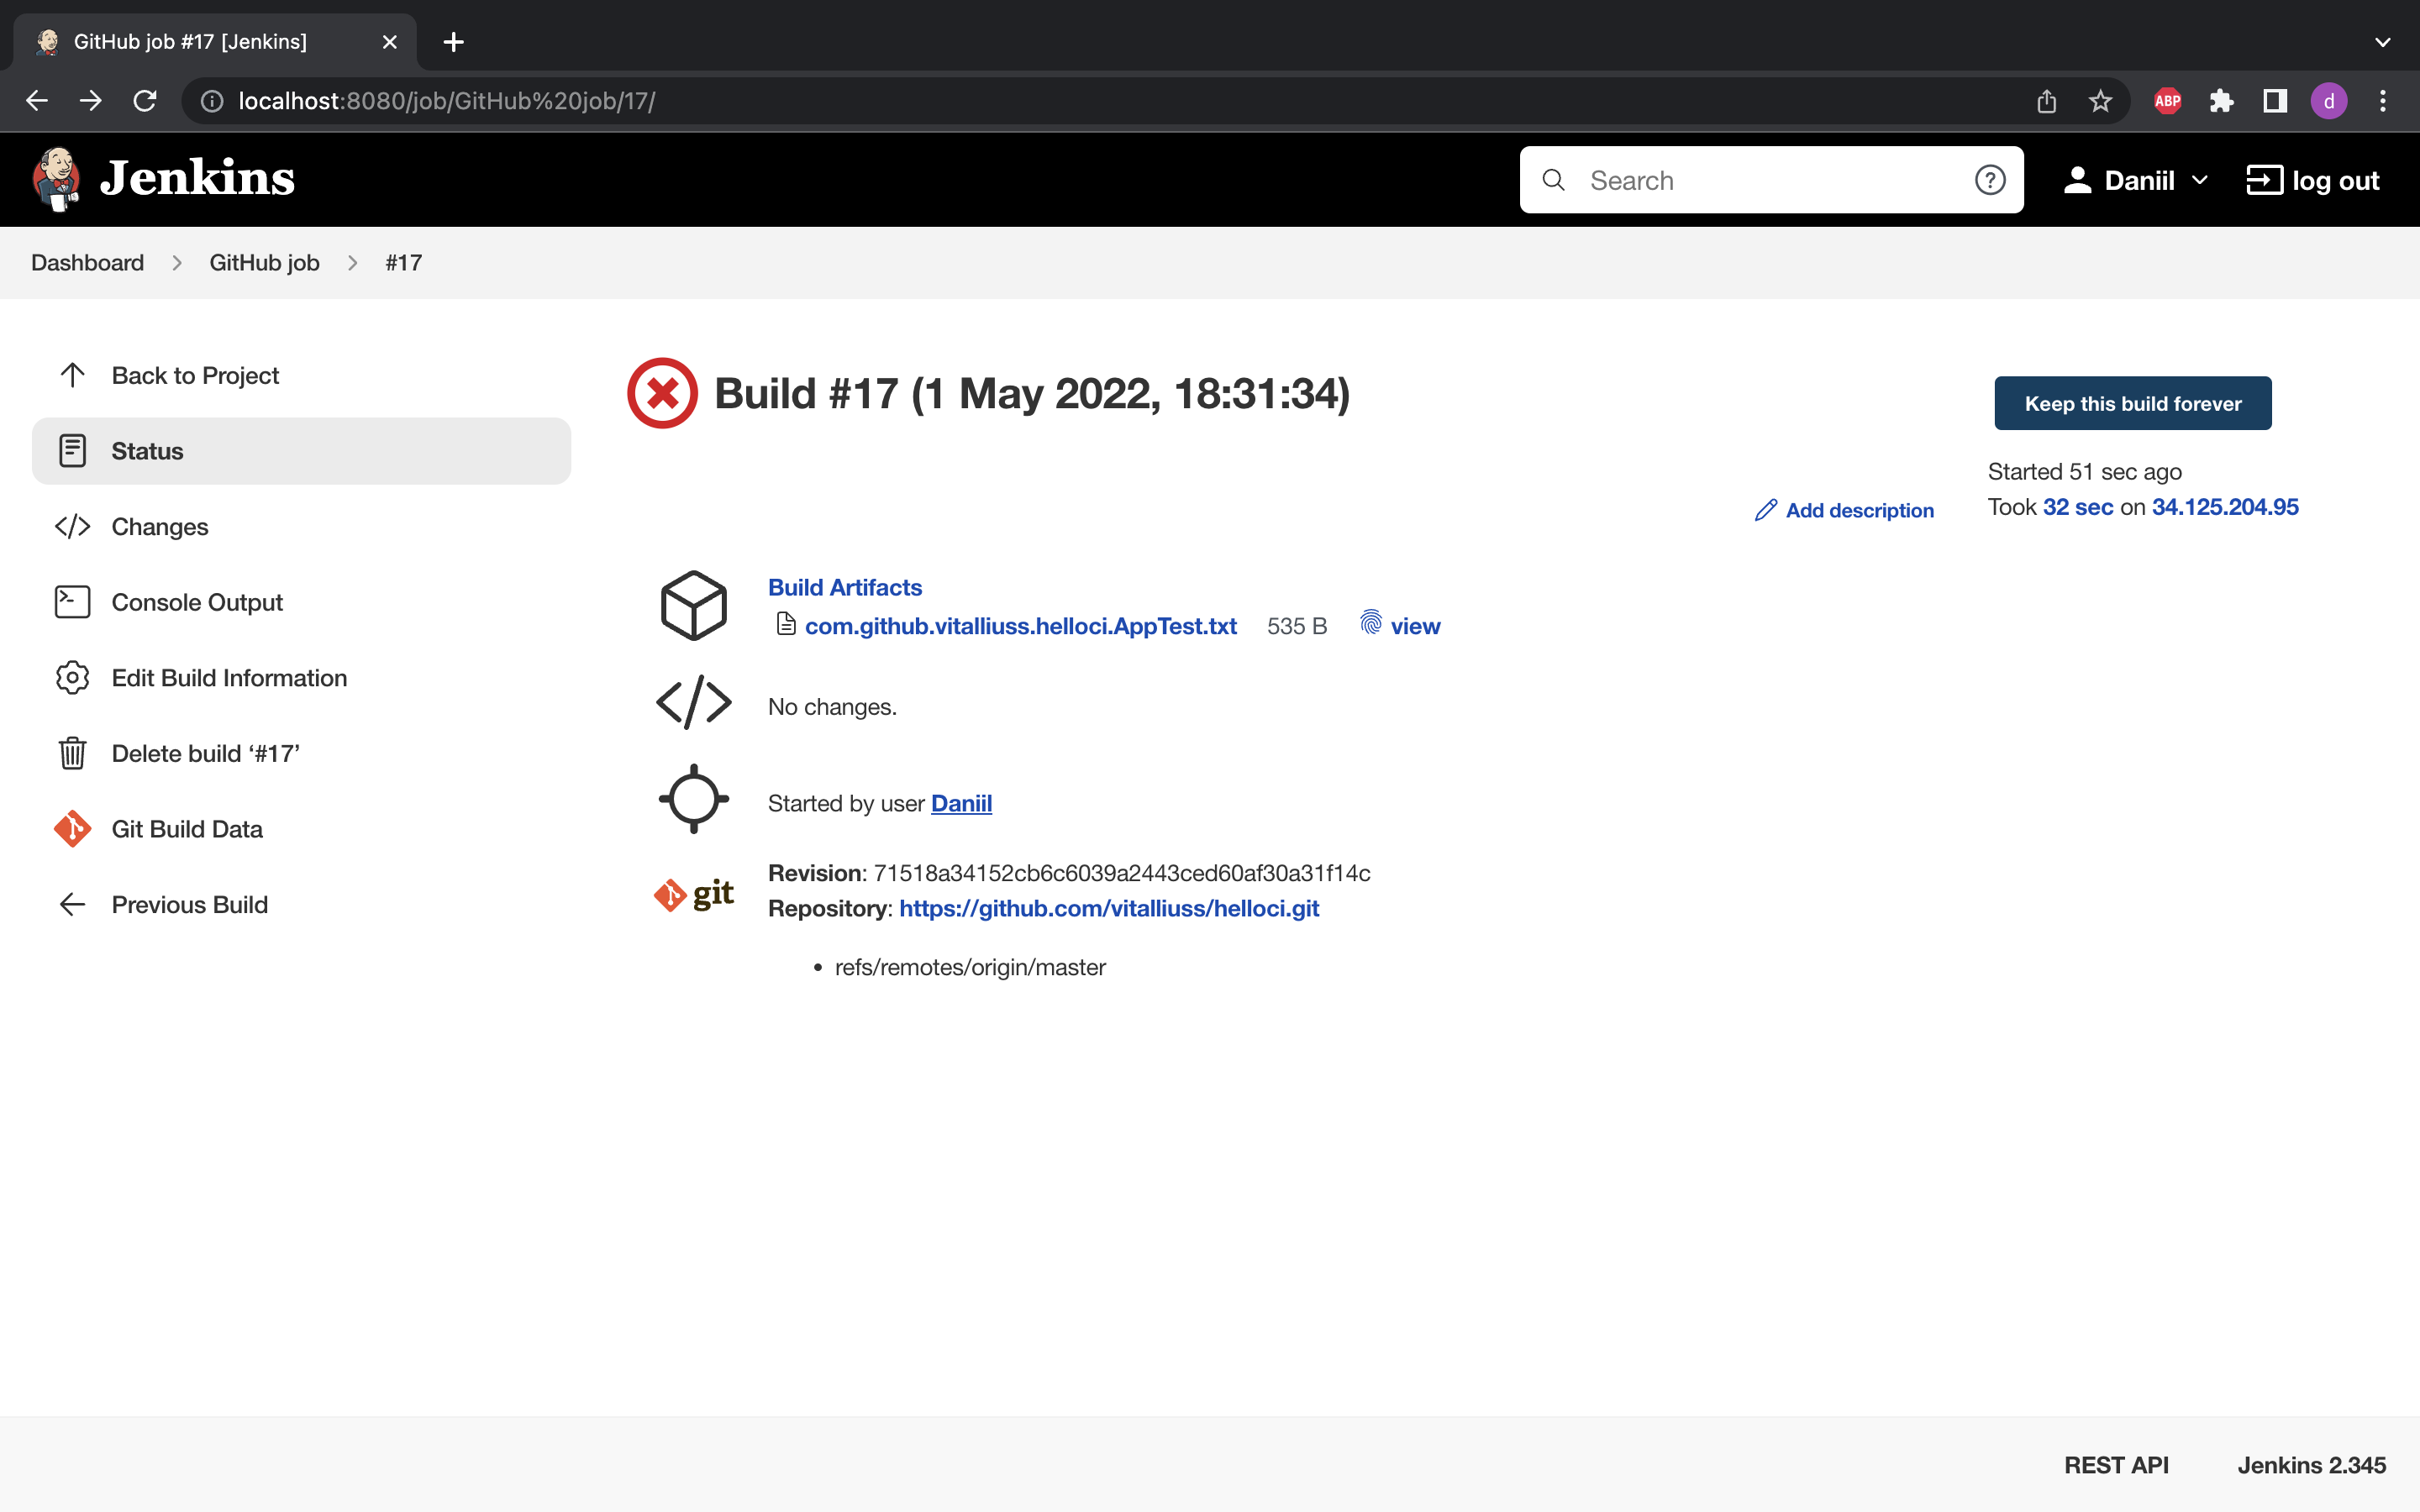 GitHub job #17 [Jenkins]
localhost:8080/job/GitHub%20job/17/
ABP
d
Jenkins
Search
?
Daniil
log out
Dashboard
GitHub job
#17
Back to Project
Status
Changes
Console Output
Edit Build Information
Delete build ‘#17’
Git Build Data
Previous Build
Build #17 (1 May 2022, 18:31:34)
Keep this build forever
Started 51 sec ago
Took 32 sec on 34.125.204.95
Add description
Build Artifacts
com.github.vitalliuss.helloci.AppTest.txt 535 B view
No changes.
Started by user Daniil
git
Revision: 71518a34152cb6c6039a2443ced60af30a31f14c
Repository: https://github.com/vitalliuss/helloci.git
• refs/remotes/origin/master
REST API
Jenkins 2.345